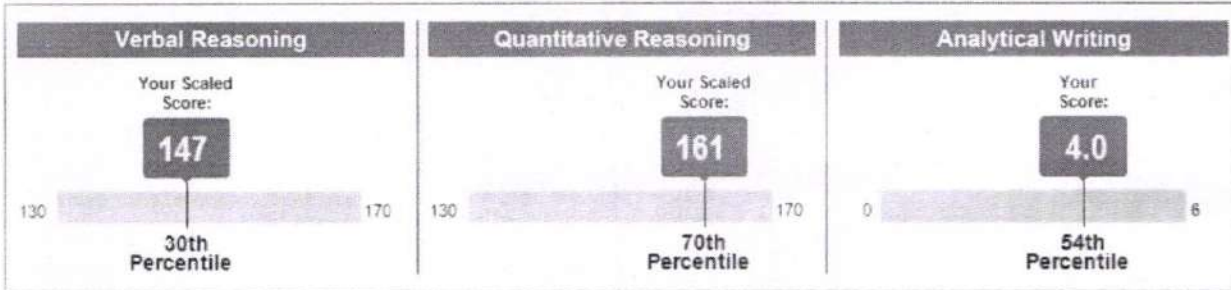 Verbal Reasoning
Your Scaled
Score:
147
130
170
30th
Percentile
Quantitative Reasoning
Your Scaled
Score:
161
130
170
70th
Percentile
Analytical Writing
Your
Score:
4.0
0
6
54th
Percentile